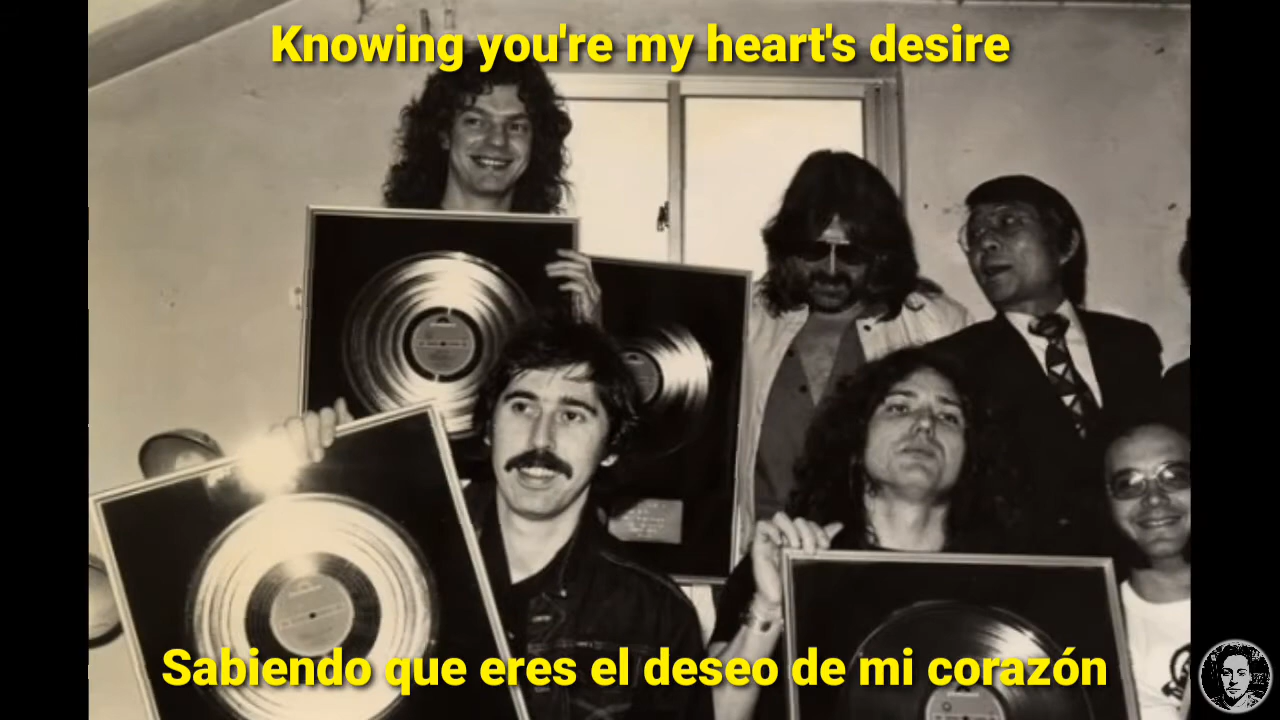 Knowing you're my heart's desire
Sabiendo que eres el deseo de mi corazón